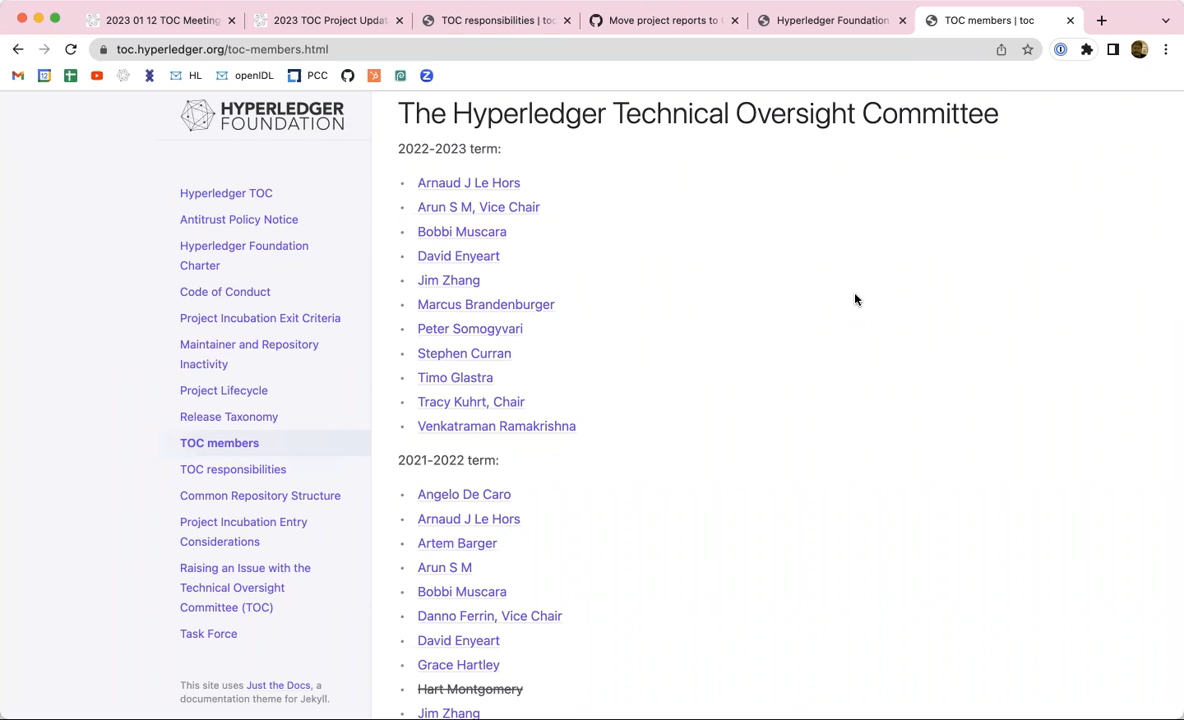 2023 01 12 TOC Meeting
2023 TOC Project Updat
TOC responsibilities | toc
Move project reports to
Hyperledger Foundation
TOC members | toc
toc.hyperledger.org/toc-members.html
HL
openIDL
PCC
HYPERLEDGER
FOUNDATION
Hyperledger TOC
Antitrust Policy Notice
Hyperledger Foundation
Charter
Code of Conduct
Project Incubation Exit Criteria
Maintainer and Repository
Inactivity
Project Lifecycle
Release Taxonomy
TOC members
TOC responsibilities
Common Repository Structure
Project Incubation Entry
Considerations
Raising an Issue with the
Technical Oversight
Committee (TOC)
Task Force
This site uses Just the Docs, a
documentation theme for Jekyll.
The Hyperledger Technical Oversight Committee
2022-2023 term:
Arnaud J Le Hors
Arun S M, Vice Chair
Bobbi Muscara
David Enyeart
Jim Zhang
Marcus Brandenburger
Peter Somogyvari
Stephen Curran
Timo Glastra
Tracy Kuhrt, Chair
Venkatraman Ramakrishna
2021-2022 term:
Angelo De Caro
Arnaud J Le Hors
Artem Barger
Arun S M
Bobbi Muscara
Danno Ferrin, Vice Chair
David Enyeart
Grace Hartley
Hart Montgomery
Jim Zhang